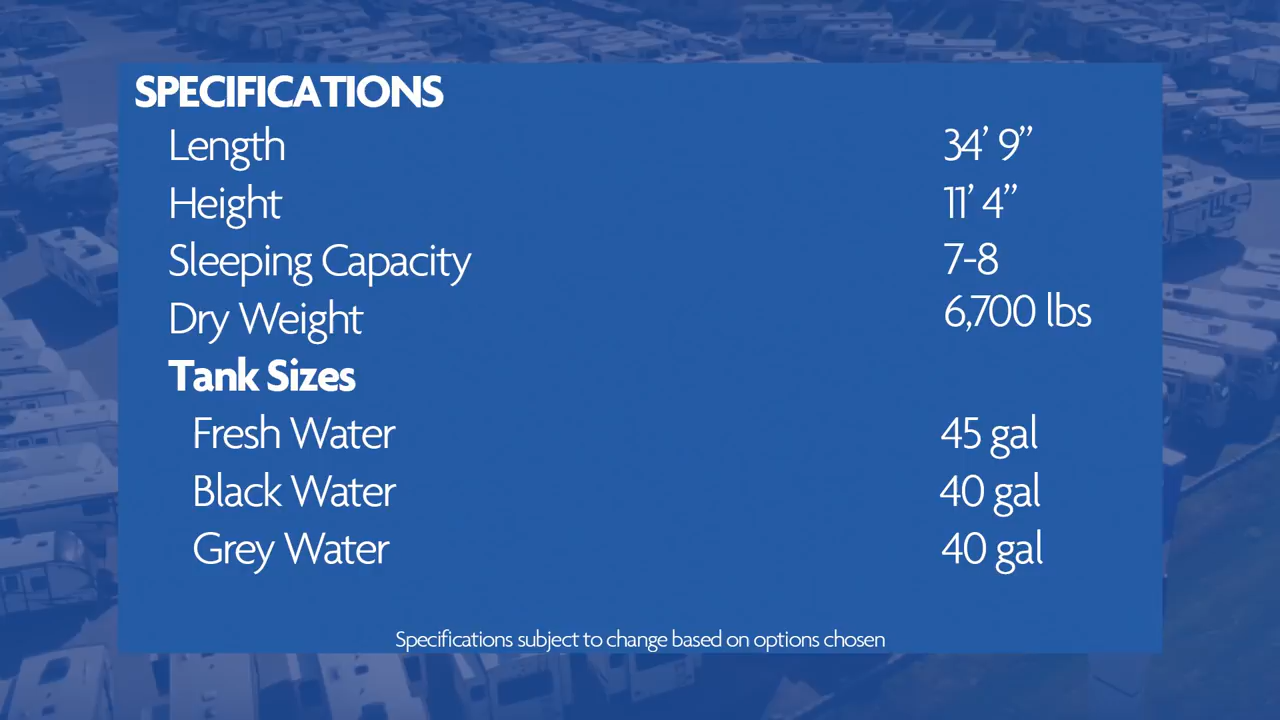 SPECIFICATIONS
Length 34’ 9”
Height 11’ 4”
Sleeping Capacity 7-8
Dry Weight 6,700 lbs
Tank Sizes
Fresh Water 45 gal
Black Water 40 gal
Grey Water 40 gal
Specifications subject to change based on options chosen